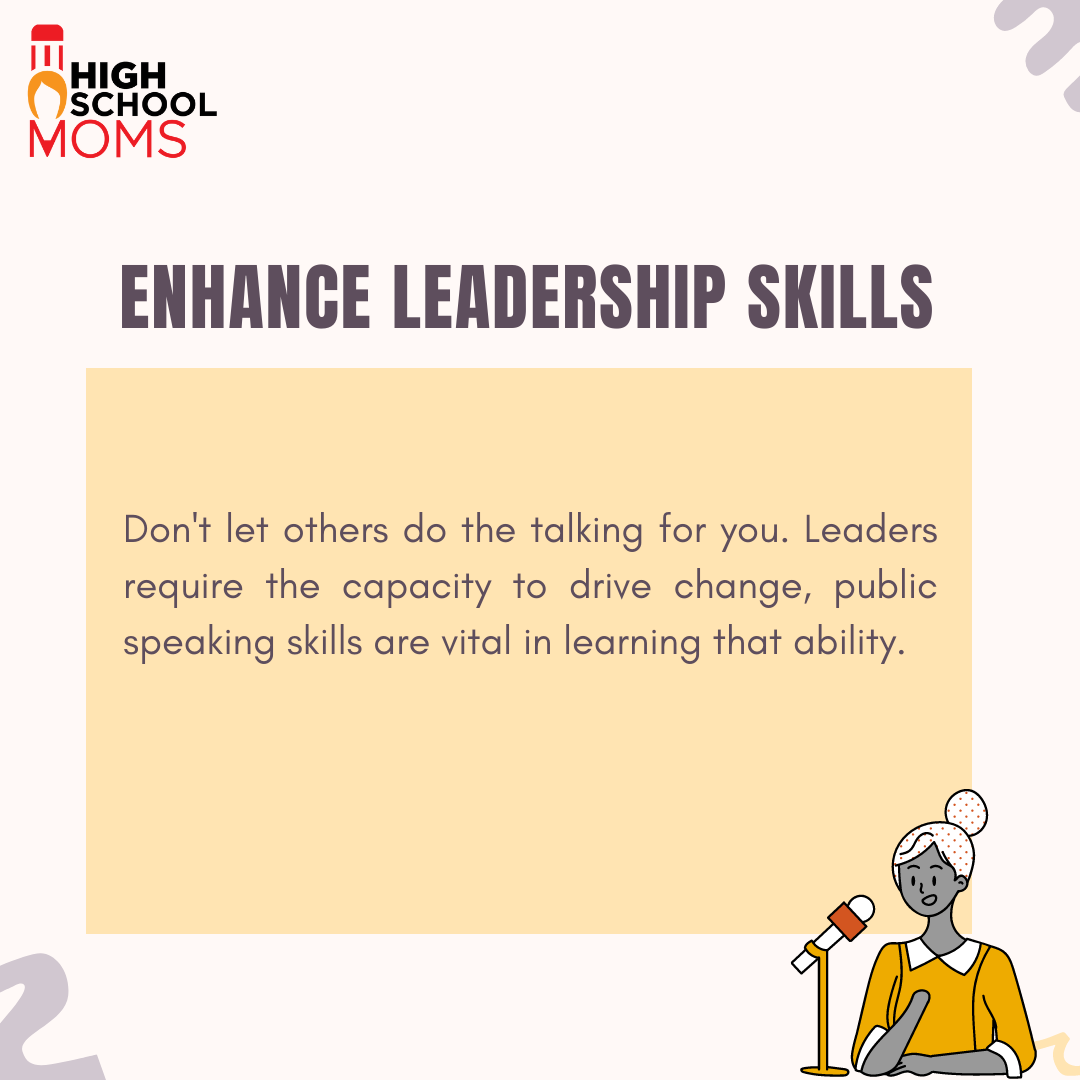 HIGH
SCHOOL
MOMS
ENHANCE LEADERSHIP SKILLS
Don't let others do the talking for you. Leaders
require the capacity to drive change, public
speaking skills are vital in learning that ability.